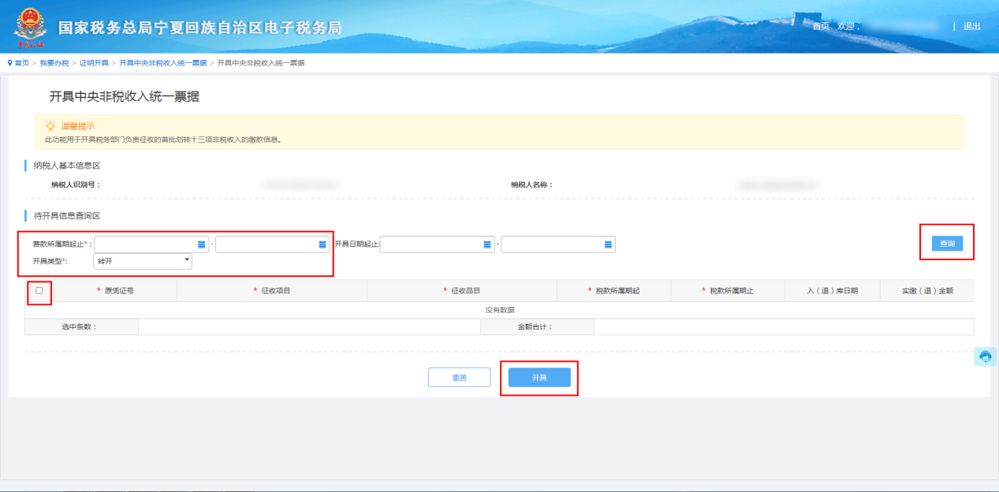 国家税务总局宁夏回族自治区电子税务局
首页 欢迎， | 退出
首页 > 我要办税 > 证明开具 > 开具中央非税收入统一票据 > 开具中央非税收入统一票据
开具中央非税收入统一票据
温馨提示
此功能用于开具税务部门负责征收的首批划转十三项非税收入的缴款信息。
纳税人基本信息区
纳税人识别号： 纳税人名称：
待开具信息查询区
费款所属期起止*： - 开具日期起止: - 查询
开具类型*: 转开
* 原凭证号 * 征收项目 * 征收品目 * 税款所属期起 * 税款所属期止 入（退）库日期 实缴（退）金额
没有数据
选中条数： 金额合计：
重置 开具